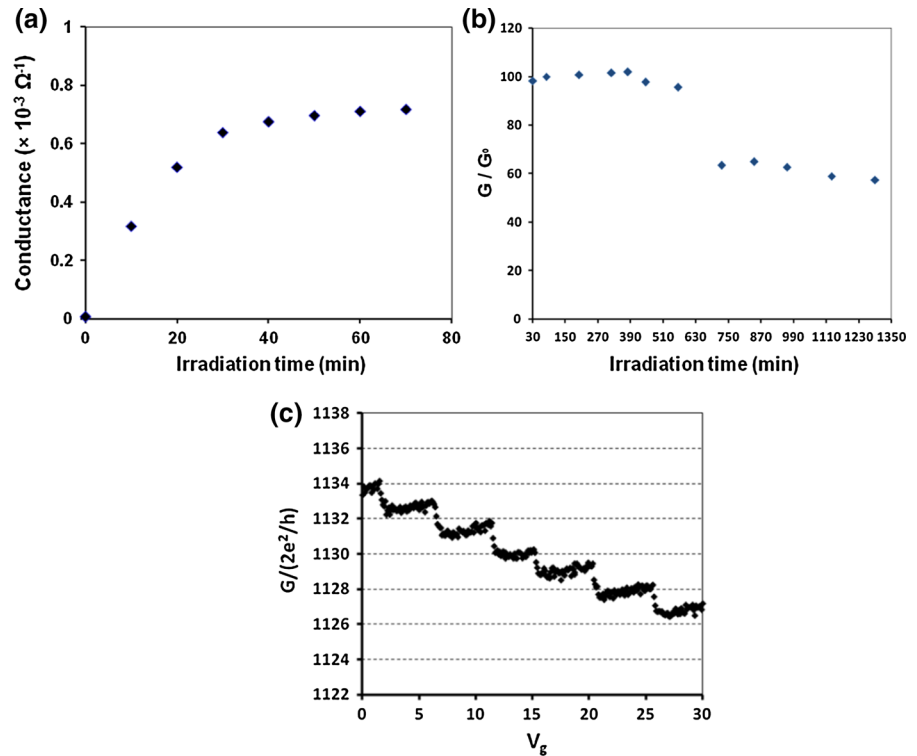 (a)
1
0.8
0.6
0.4
0.2
0
Conductance (× 10⁻³ Ω⁻¹)
0 20 40 60 80
Irradiation time (min)
(b)
120
100
80
60
40
20
0
G / G⁰
30 150 270 390 510 630 750 870 990 1110 1230 1350
Irradiation time (min)
(c)
1138
1136
1134
1132
1130
1128
1126
1124
1122
G/(2e²/h)
0 5 10 15 20 25 30
Vg